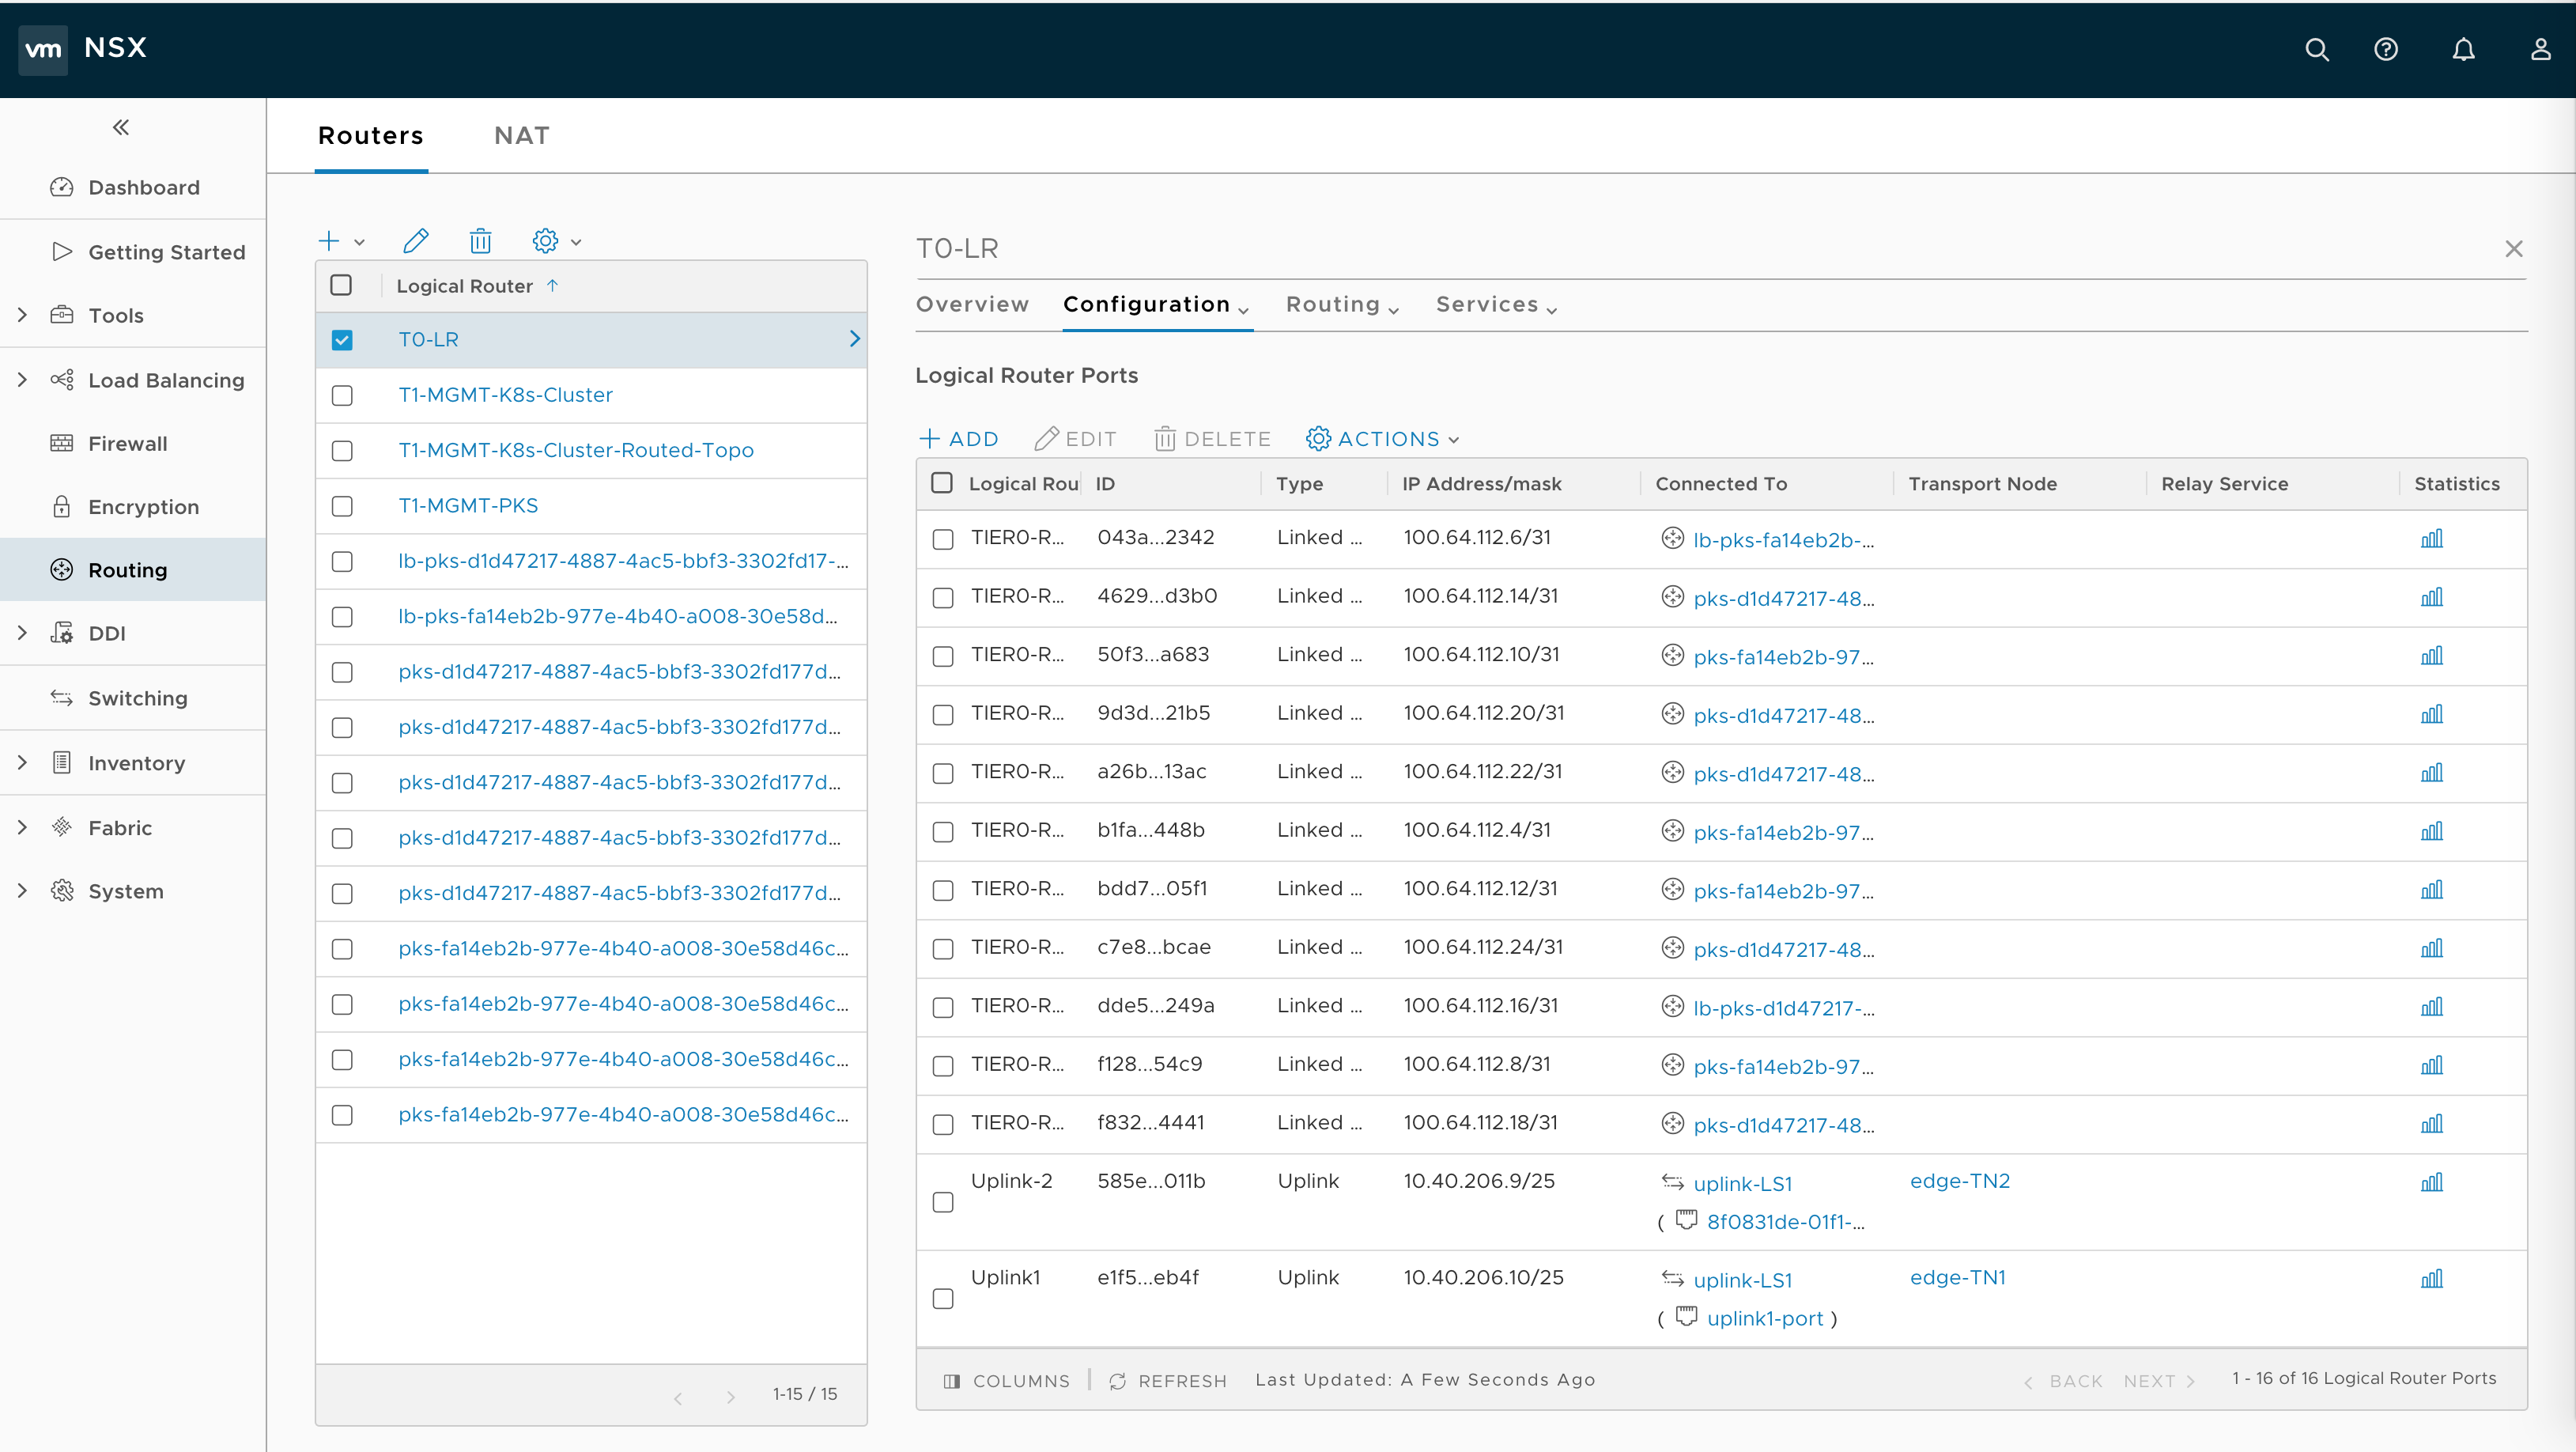 vm NSX
Routers NAT
Dashboard
Getting Started
Tools
Load Balancing
Firewall
Encryption
Routing
DDI
Switching
Inventory
Fabric
System
Logical Router
T0-LR
T1-MGMT-K8s-Cluster
T1-MGMT-K8s-Cluster-Routed-Topo
T1-MGMT-PKS
lb-pks-d1d47217-4887-4ac5-bbf3-3302fd17-...
lb-pks-fa14eb2b-977e-4b40-a008-30e58d...
pks-d1d47217-4887-4ac5-bbf3-3302fd177d...
pks-d1d47217-4887-4ac5-bbf3-3302fd177d...
pks-d1d47217-4887-4ac5-bbf3-3302fd177d...
pks-d1d47217-4887-4ac5-bbf3-3302fd177d...
pks-d1d47217-4887-4ac5-bbf3-3302fd177d...
pks-fa14eb2b-977e-4b40-a008-30e58d46c...
pks-fa14eb2b-977e-4b40-a008-30e58d46c...
pks-fa14eb2b-977e-4b40-a008-30e58d46c...
pks-fa14eb2b-977e-4b40-a008-30e58d46c...
1-15 / 15
T0-LR
Overview Configuration Routing Services
Logical Router Ports
ADD EDIT DELETE ACTIONS
Logical Rou ID Type IP Address/mask Connected To Transport Node Relay Service Statistics
TIER0-R... 043a...2342 Linked ... 100.64.112.6/31 lb-pks-fa14eb2b-...
TIER0-R... 4629...d3b0 Linked ... 100.64.112.14/31 pks-d1d47217-48...
TIER0-R... 50f3...a683 Linked ... 100.64.112.10/31 pks-fa14eb2b-97...
TIER0-R... 9d3d...21b5 Linked ... 100.64.112.20/31 pks-d1d47217-48...
TIER0-R... a26b...13ac Linked ... 100.64.112.22/31 pks-d1d47217-48...
TIER0-R... b1fa...448b Linked ... 100.64.112.4/31 pks-fa14eb2b-97...
TIER0-R... bdd7...05f1 Linked ... 100.64.112.12/31 pks-fa14eb2b-97...
TIER0-R... c7e8...bcae Linked ... 100.64.112.24/31 pks-d1d47217-48...
TIER0-R... dde5...249a Linked ... 100.64.112.16/31 lb-pks-d1d47217-...
TIER0-R... f128...54c9 Linked ... 100.64.112.8/31 pks-fa14eb2b-97...
TIER0-R... f832...4441 Linked ... 100.64.112.18/31 pks-d1d47217-48...
Uplink-2 585e...011b Uplink 10.40.206.9/25 uplink-LS1 edge-TN2
( 8f0831de-01f1-...
Uplink1 e1f5...eb4f Uplink 10.40.206.10/25 uplink-LS1 edge-TN1
( uplink1-port )
COLUMNS REFRESH Last Updated: A Few Seconds Ago BACK NEXT 1 - 16 of 16 Logical Router Ports